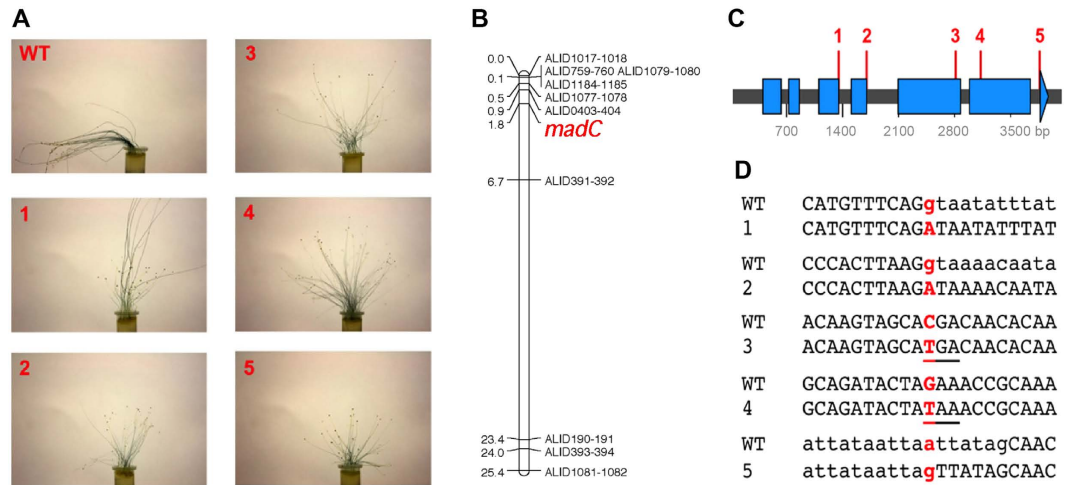 A
WT
3
1
4
2
5
B
0.0 ALID1017-1018
0.1 ALID759-760 ALID1079-1080
ALID1184-1185
0.5 ALID1077-1078
0.9 ALID0403-404
1.8 madC
6.7 ALID391-392
23.4 ALID190-191
24.0 ALID393-394
25.4 ALID1081-1082
C
1 2 3 4 5
700 1400 2100 2800 3500 bp
D
WT CATGTTTCAGgtaatatttat
1 CATGTTTCAGATAATATTTAT
WT CCCACTTAAGgtaaaacaata
2 CCCACTTAAGATAAAACAATA
WT ACAAGTAGCACGACAACACAA
3 ACAAGTAGCATGACAACACAA
WT GCAGATACTAGAAACCGCAAA
4 GCAGATACTATAAACCGCAAA
WT attataattaattatagCAAC
5 attataattagTTATAGCAAC